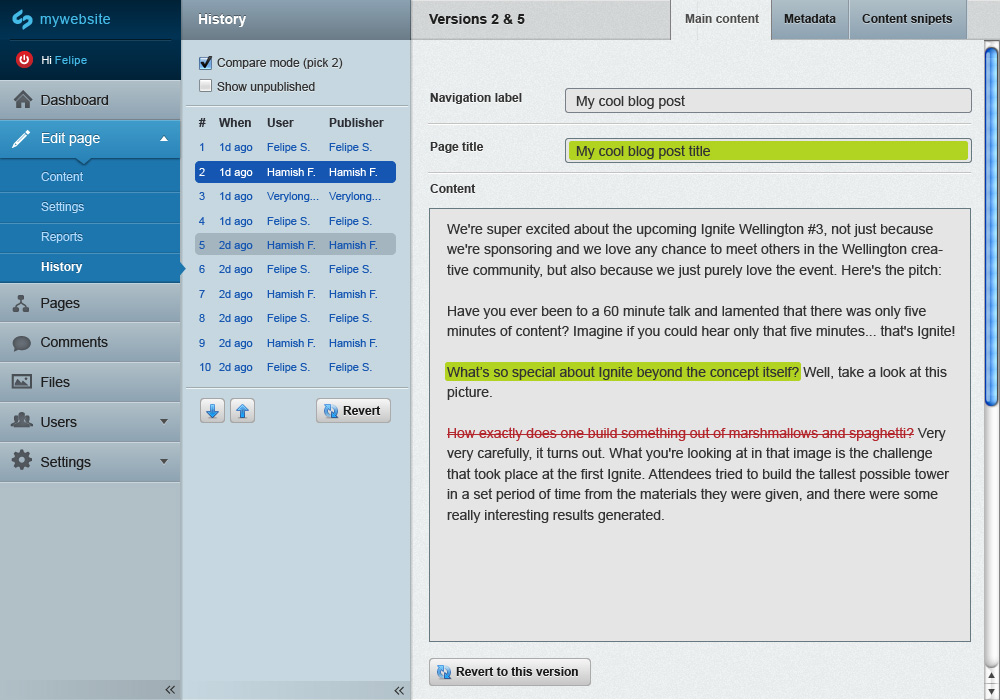 mywebsite
Hi Felipe
Dashboard
Edit page
Content
Settings
Reports
History
Pages
Comments
Files
Users
Settings
«
History
Compare mode (pick 2)
Show unpublished
# When User Publisher
1 1d ago Felipe S. Felipe S.
2 1d ago Hamish F. Hamish F.
3 1d ago Verylong... Verylong...
4 1d ago Felipe S. Felipe S.
5 2d ago Hamish F. Hamish F.
6 2d ago Felipe S. Felipe S.
7 2d ago Hamish F. Hamish F.
8 2d ago Felipe S. Felipe S.
9 2d ago Hamish F. Hamish F.
10 2d ago Felipe S. Felipe S.
Revert
«
Versions 2 & 5
Main content
Metadata
Content snipets
Navigation label
My cool blog post
Page title
My cool blog post title
Content
We're super excited about the upcoming Ignite Wellington #3, not just because
we're sponsoring and we love any chance to meet others in the Wellington crea-
tive community, but also because we just purely love the event. Here's the pitch:
Have you ever been to a 60 minute talk and lamented that there was only five
minutes of content? Imagine if you could hear only that five minutes... that's Ignite!
What's so special about Ignite beyond the concept itself? Well, take a look at this
picture.
How exactly does one build something out of marshmallows and spaghetti? Very
very carefully, it turns out. What you're looking at in that image is the challenge
that took place at the first Ignite. Attendees tried to build the tallest possible tower
in a set period of time from the materials they were given, and there were some
really interesting results generated.
Revert to this version